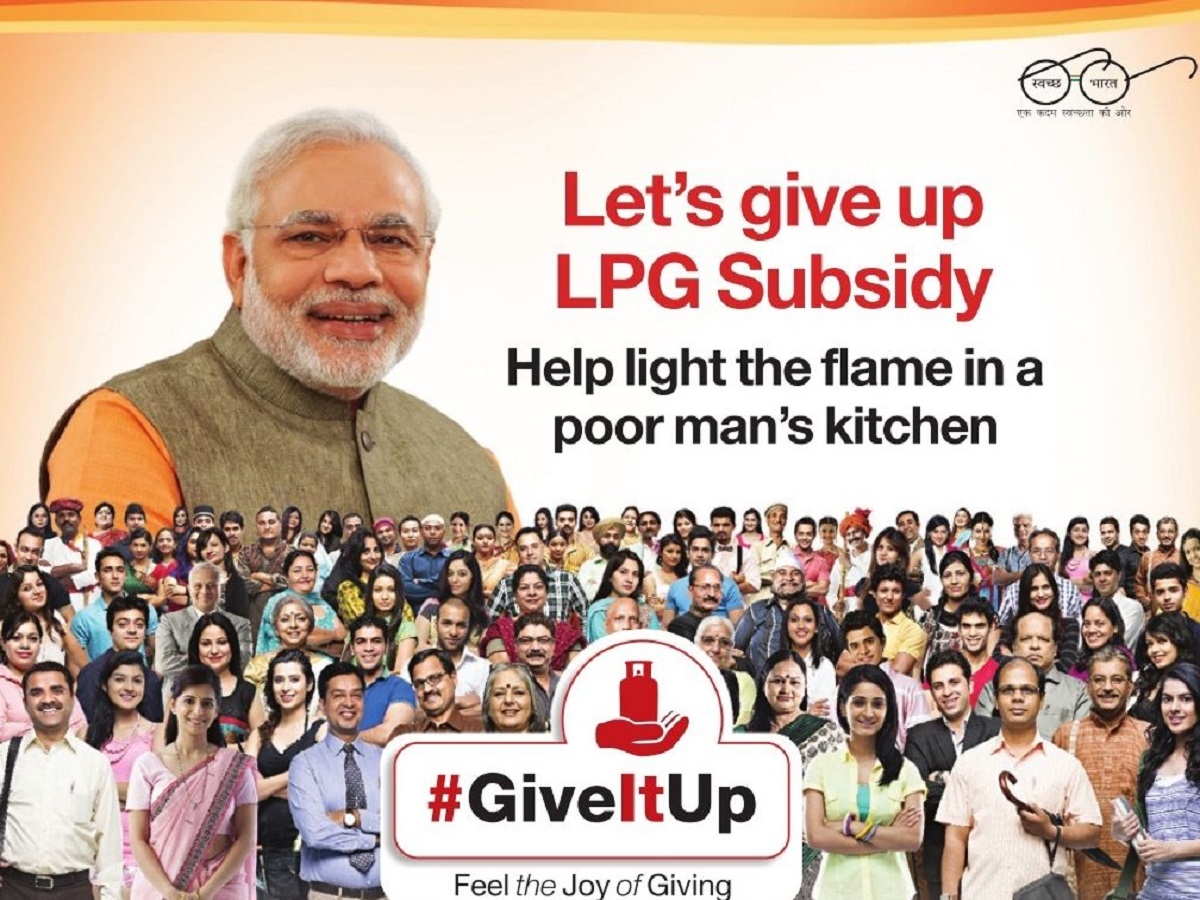 स्वच्छ भारत
एक कदम स्वच्छता की ओर
Let's give up
LPG Subsidy
Help light the flame in a
poor man's kitchen
#GiveItUp
Feel the Joy of Giving